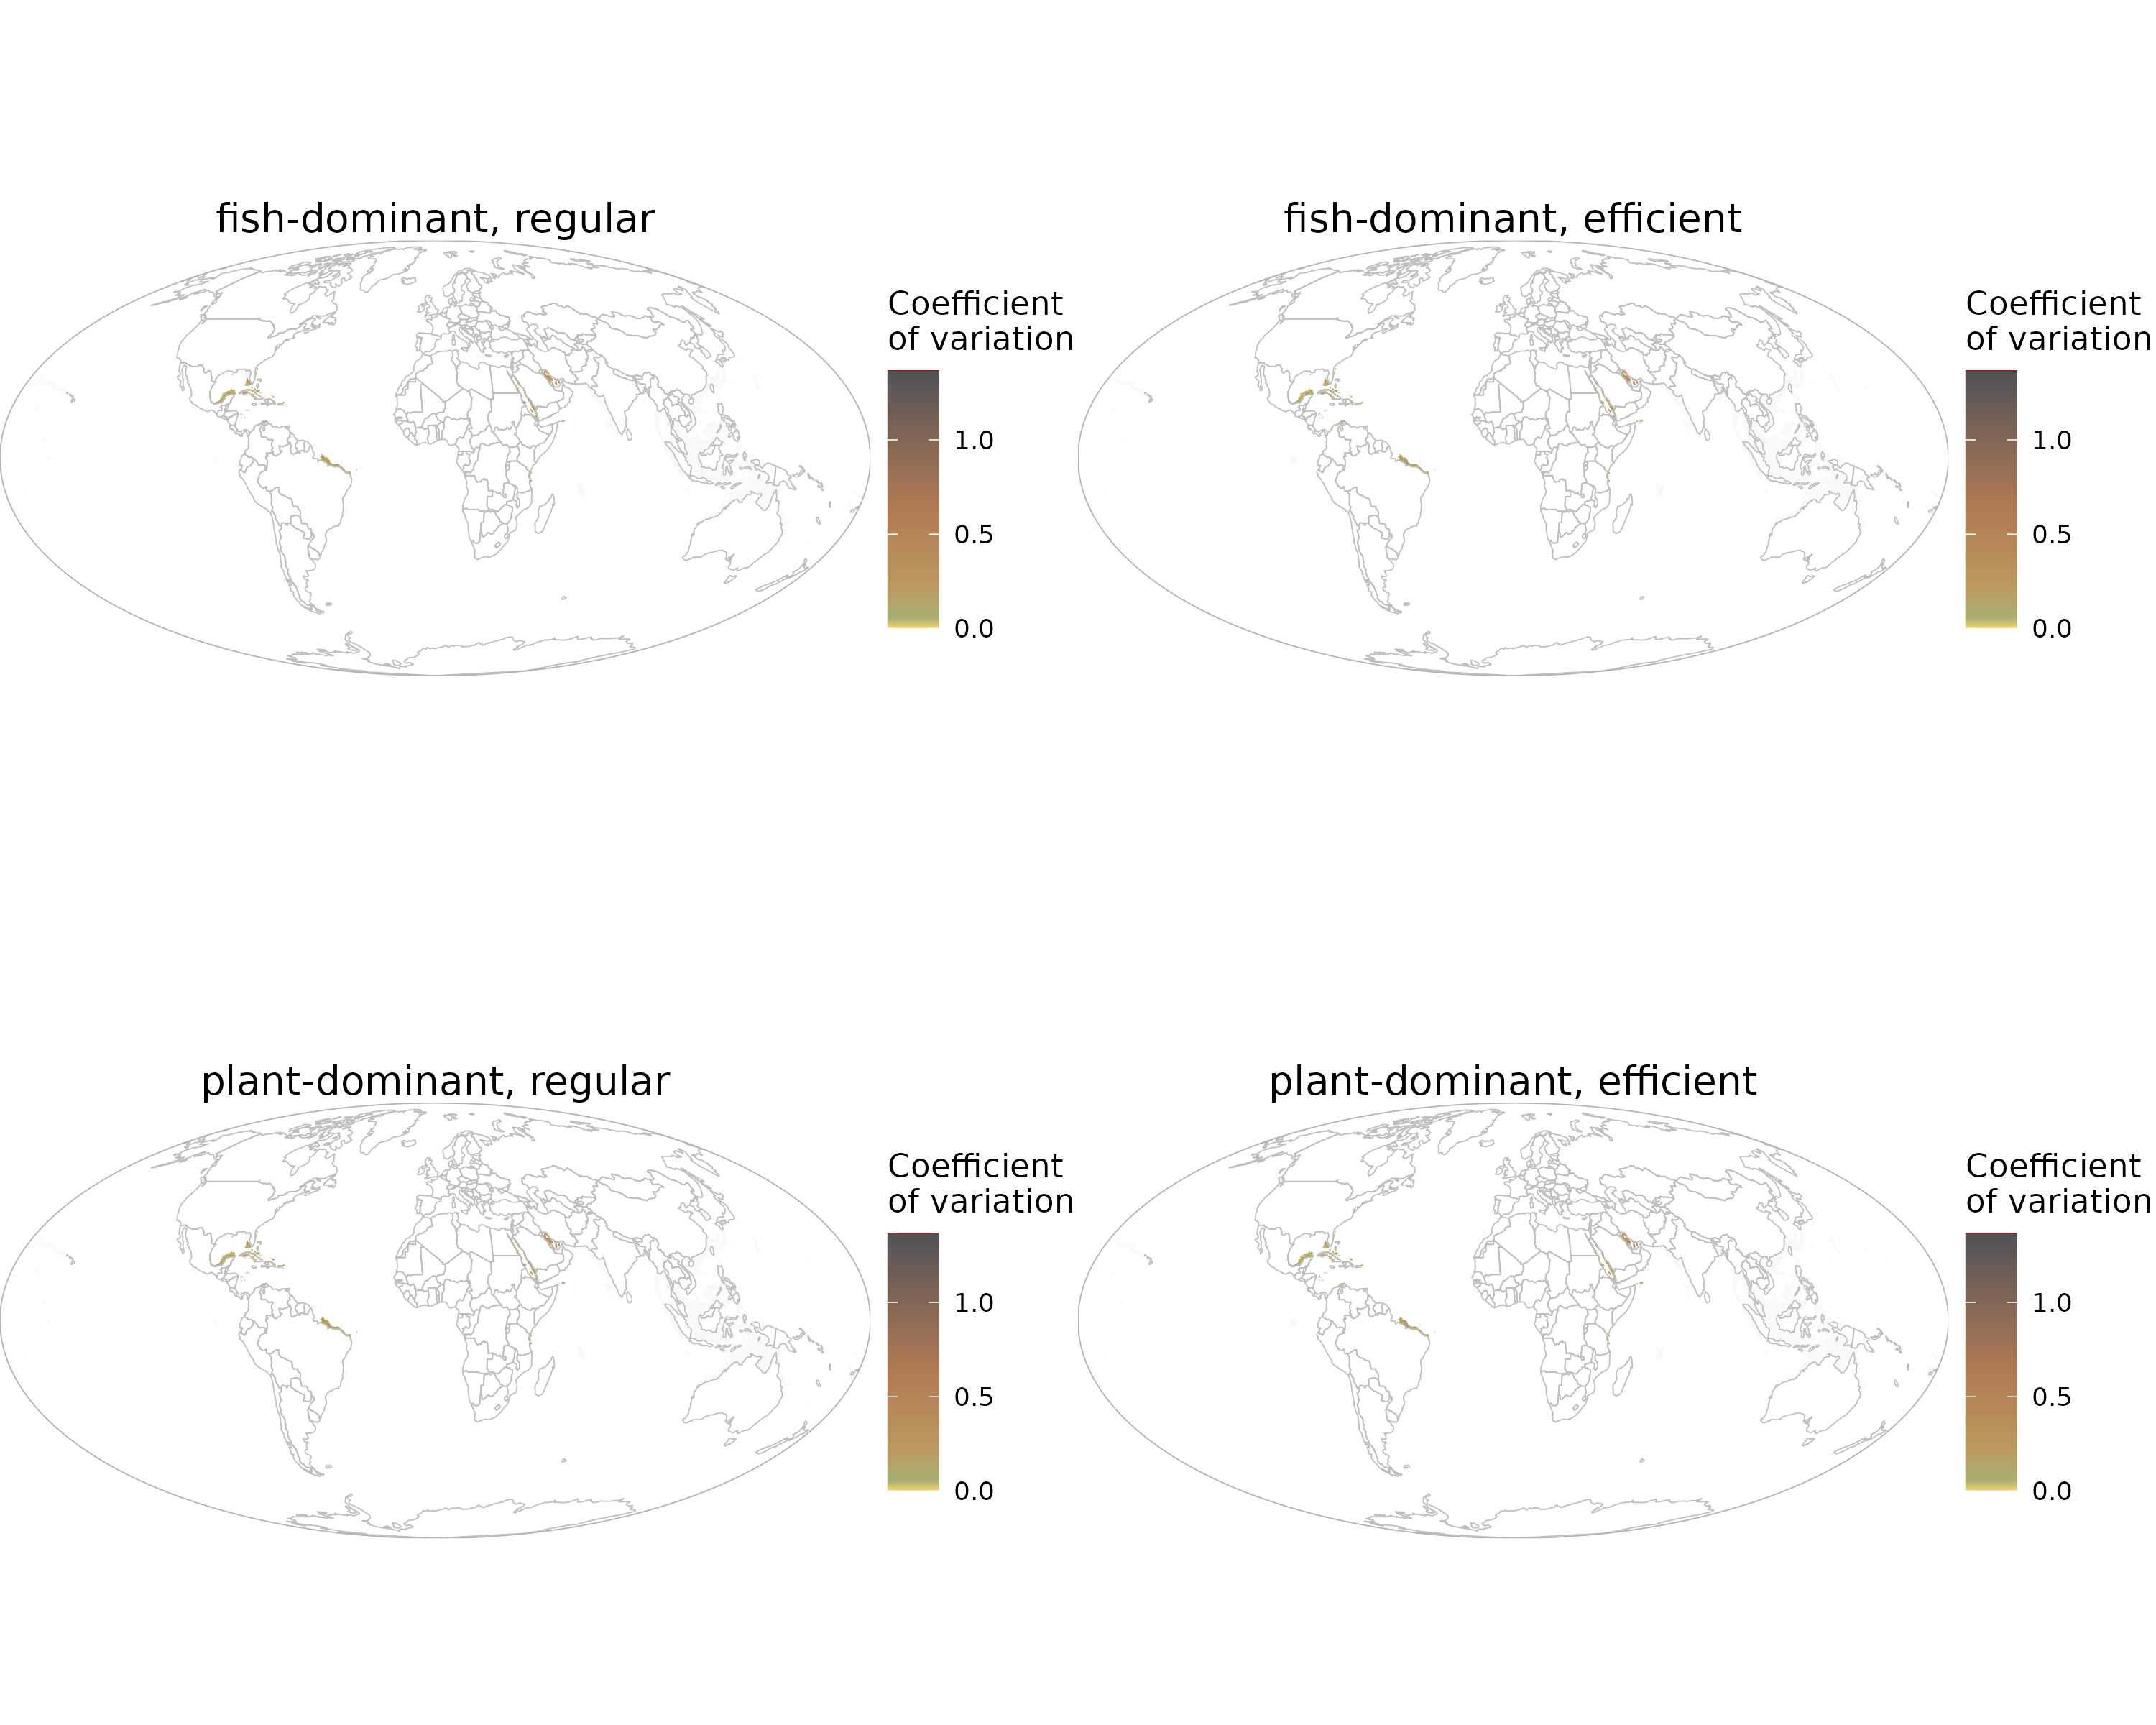 fish-dominant, regular
Coefficient
of variation
1.0
0.5
0.0
fish-dominant, efficient
Coefficient
of variation
1.0
0.5
0.0
plant-dominant, regular
Coefficient
of variation
1.0
0.5
0.0
plant-dominant, efficient
Coefficient
of variation
1.0
0.5
0.0